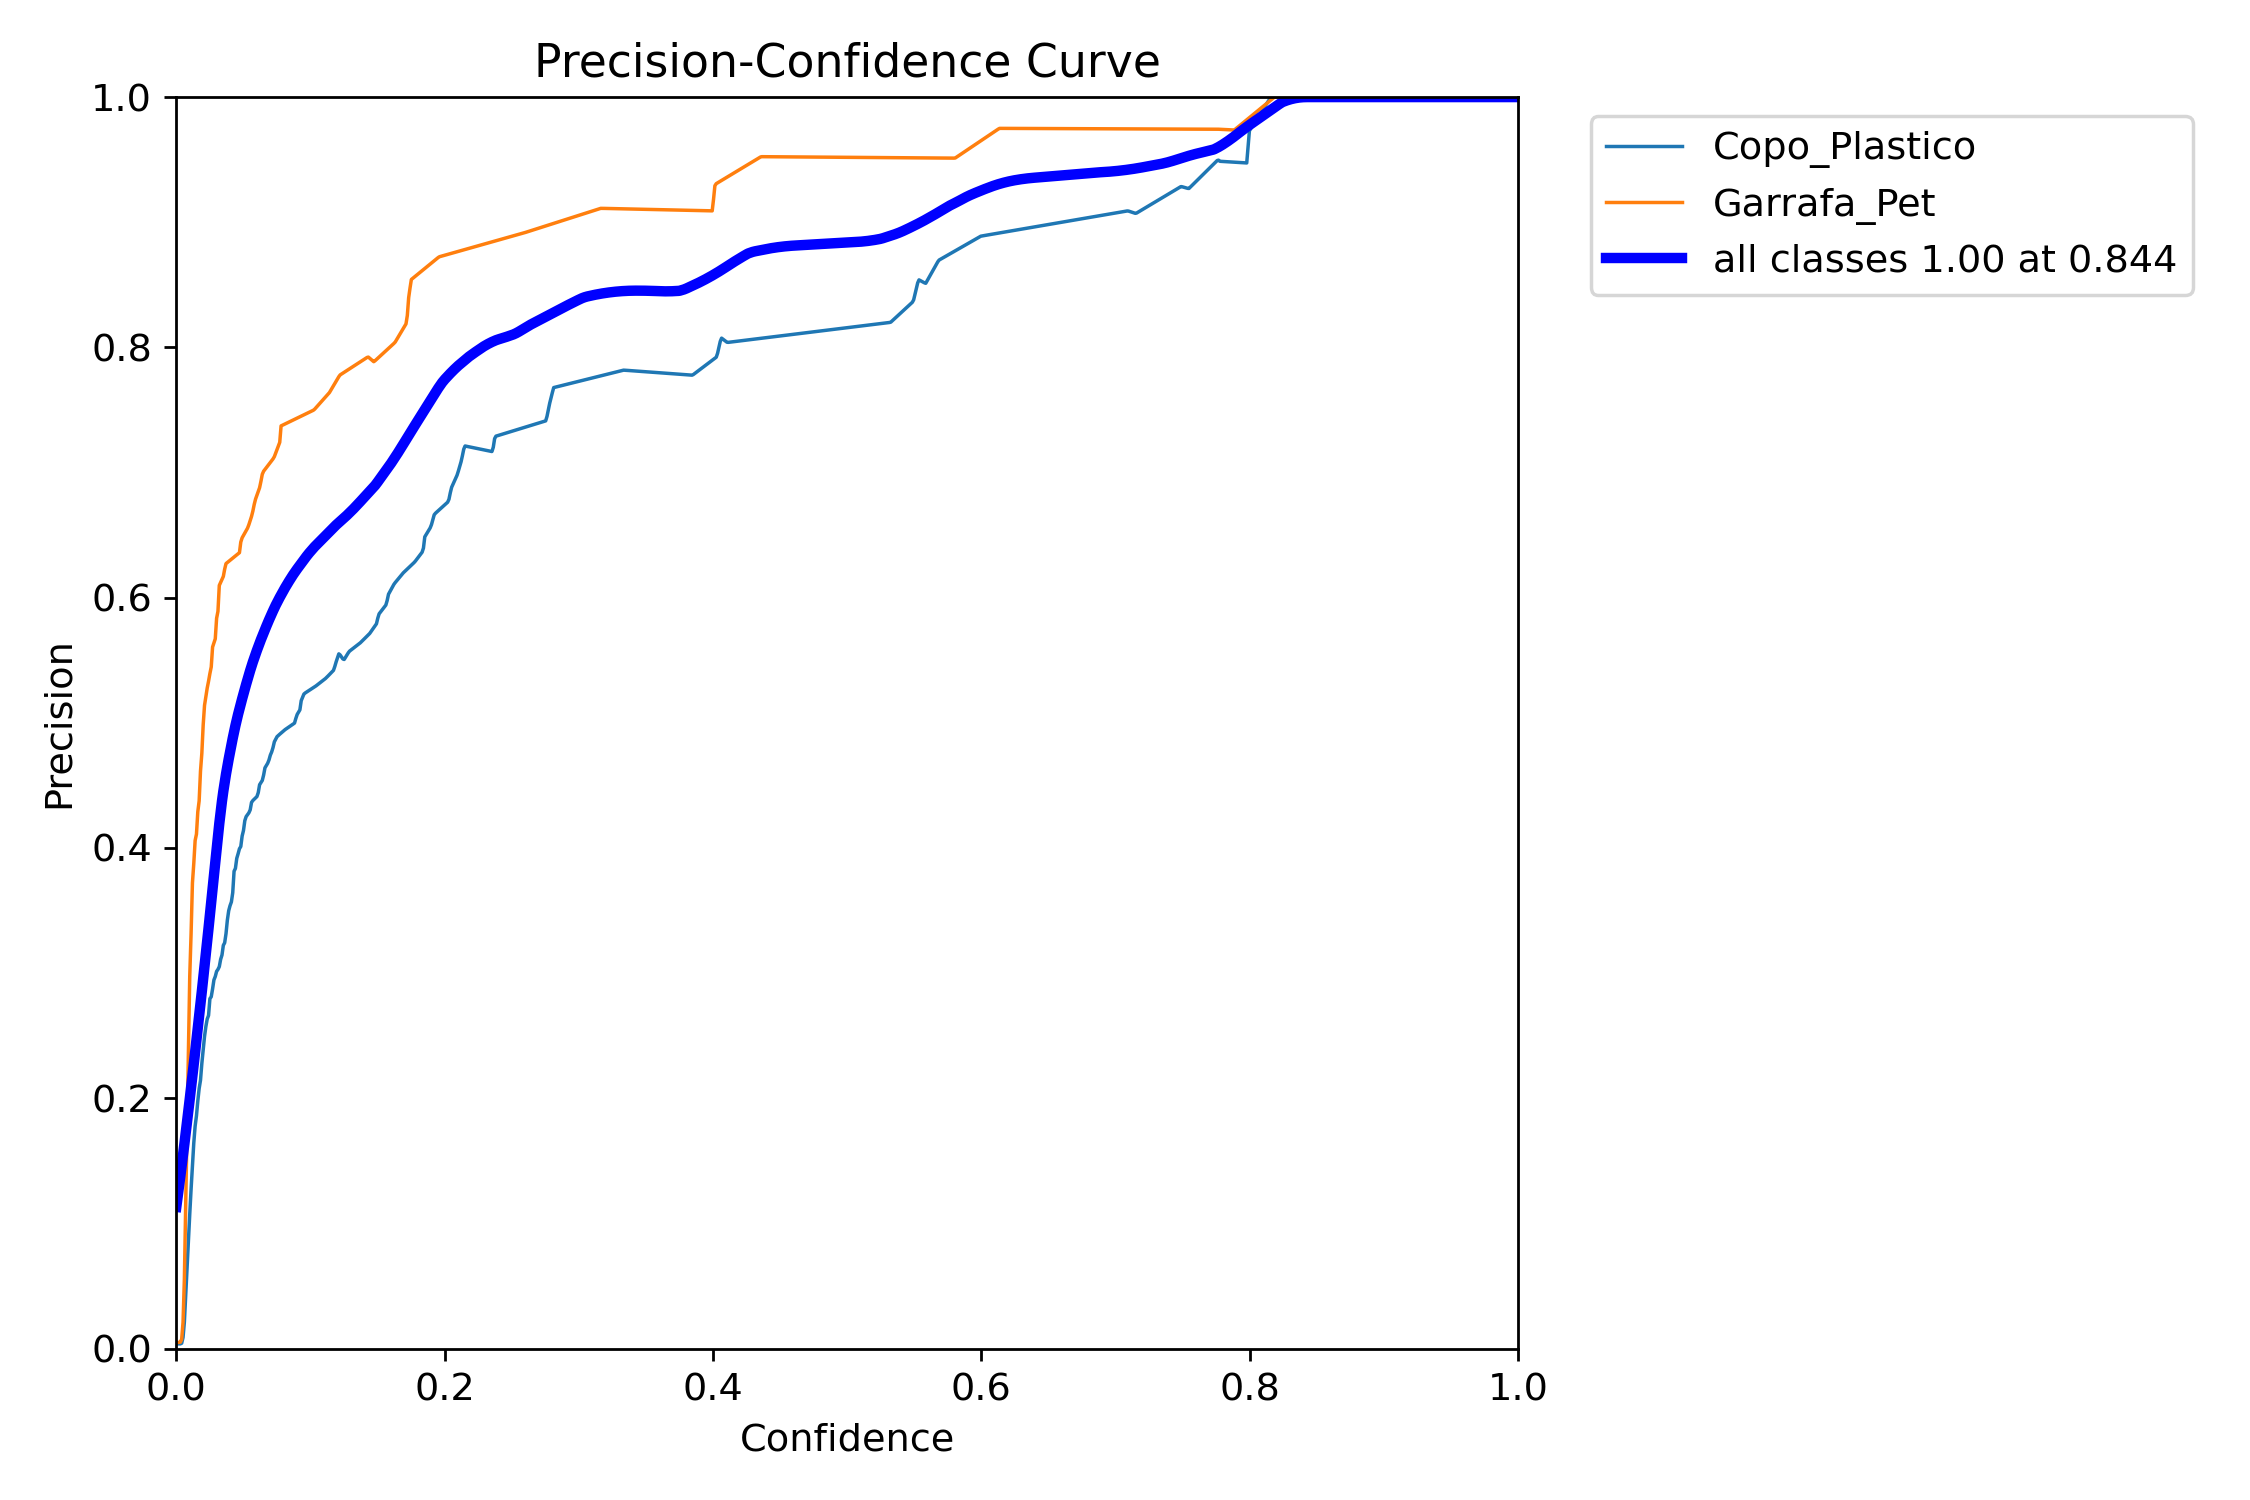 Precision-Confidence Curve
1.0
0.8
0.6
0.4
0.2
0.0
Precision
0.0 0.2 0.4 0.6 0.8 1.0
Confidence
Copo_Plastico
Garrafa_Pet
all classes 1.00 at 0.844